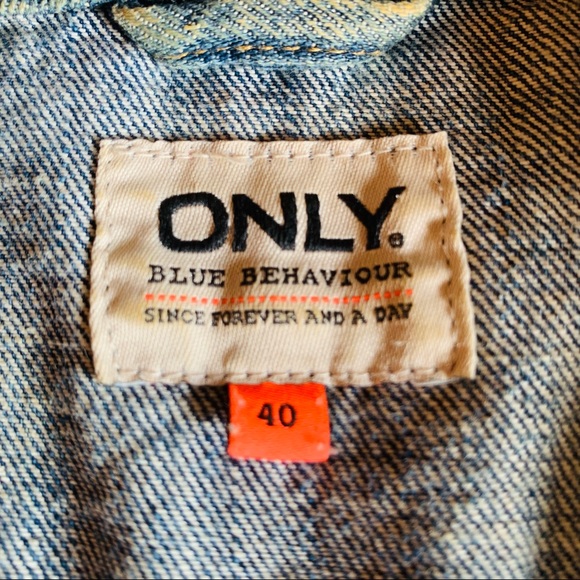 ONLY®
BLUE BEHAVIOUR
SINCE FOREVER AND A DAY
40